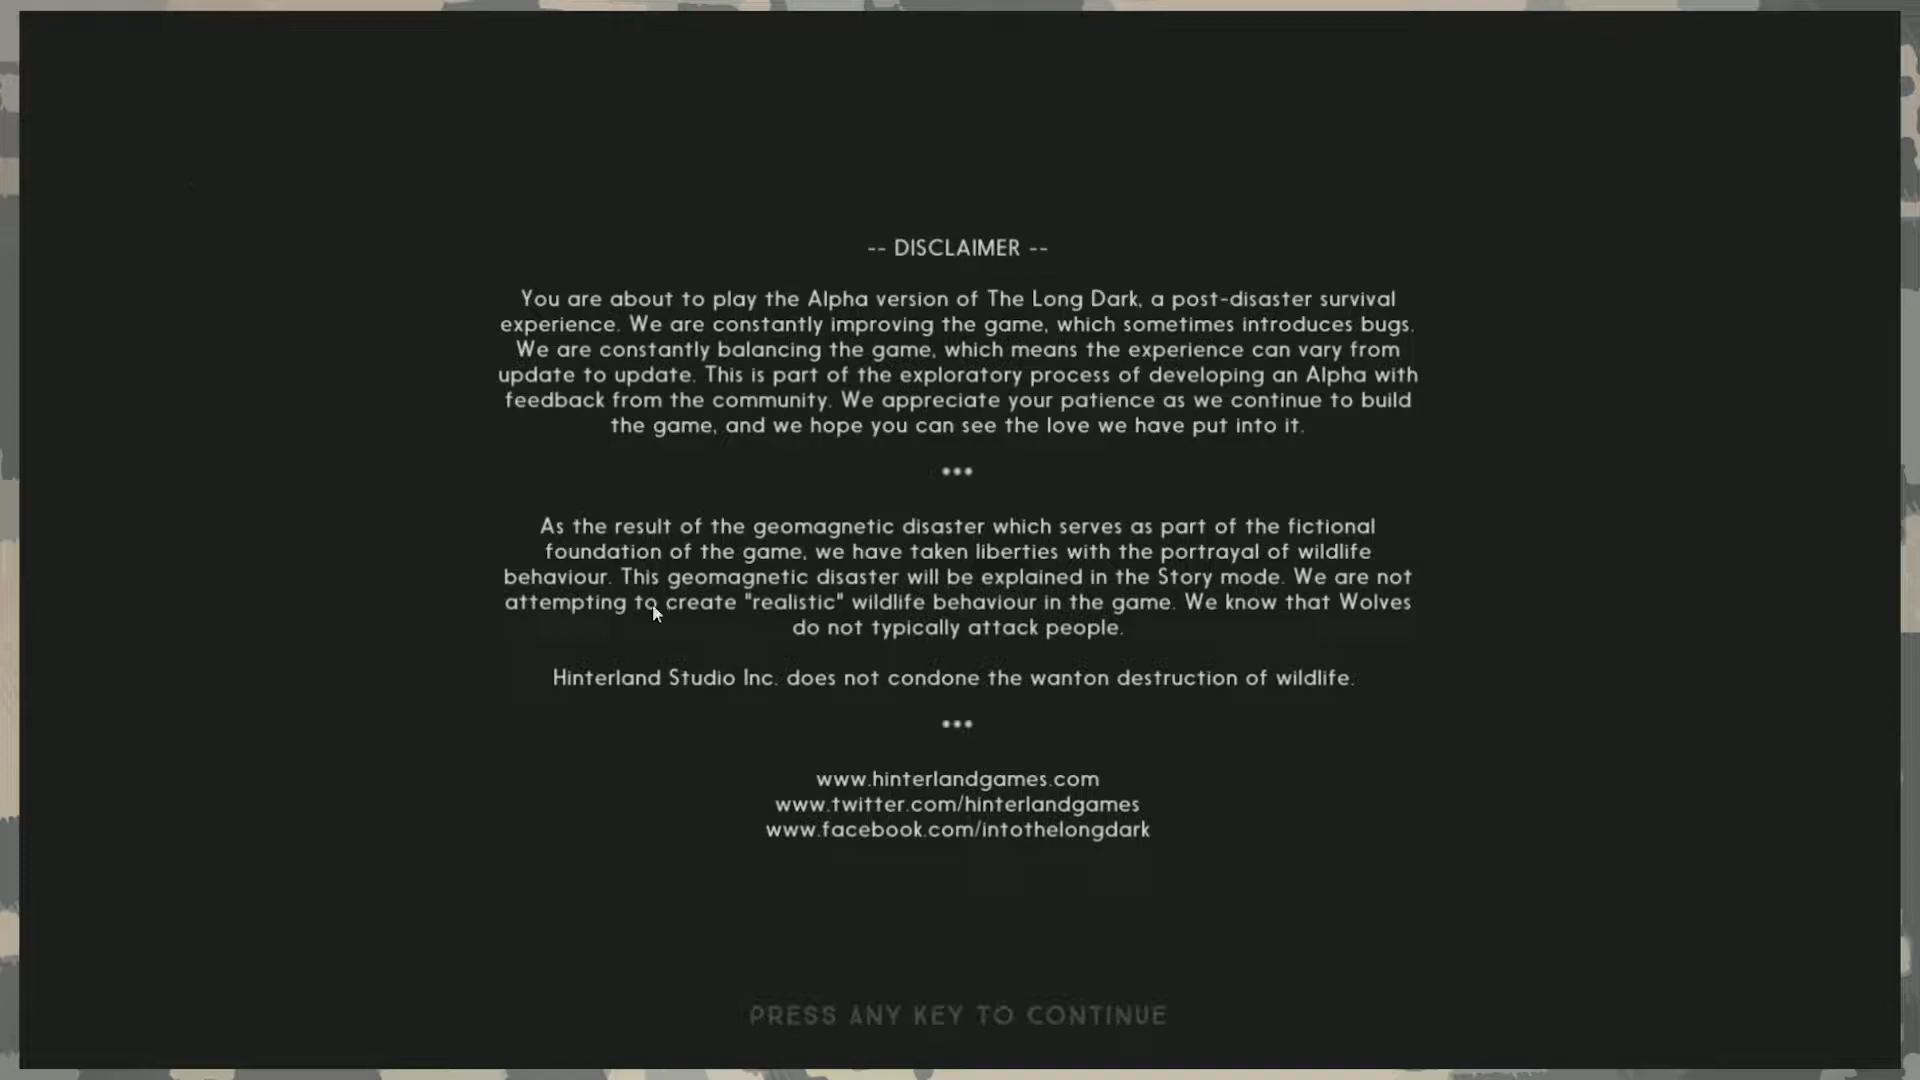 -- DISCLAIMER --
You are about to play the Alpha version of The Long Dark, a post-disaster survival
experience. We are constantly improving the game, which sometimes introduces bugs.
We are constantly balancing the game, which means the experience can vary from
update to update. This is part of the exploratory process of developing an Alpha with
feedback from the community. We appreciate your patience as we continue to build
the game, and we hope you can see the love we have put into it.
•••
As the result of the geomagnetic disaster which serves as part of the fictional
foundation of the game, we have taken liberties with the portrayal of wildlife
behaviour. This geomagnetic disaster will be explained in the Story mode. We are not
attempting to create "realistic" wildlife behaviour in the game. We know that Wolves
do not typically attack people.
Hinterland Studio Inc. does not condone the wanton destruction of wildlife.
•••
www.hinterlandgames.com
www.twitter.com/hinterlandgames
www.facebook.com/intothelongdark
PRESS ANY KEY TO CONTINUE